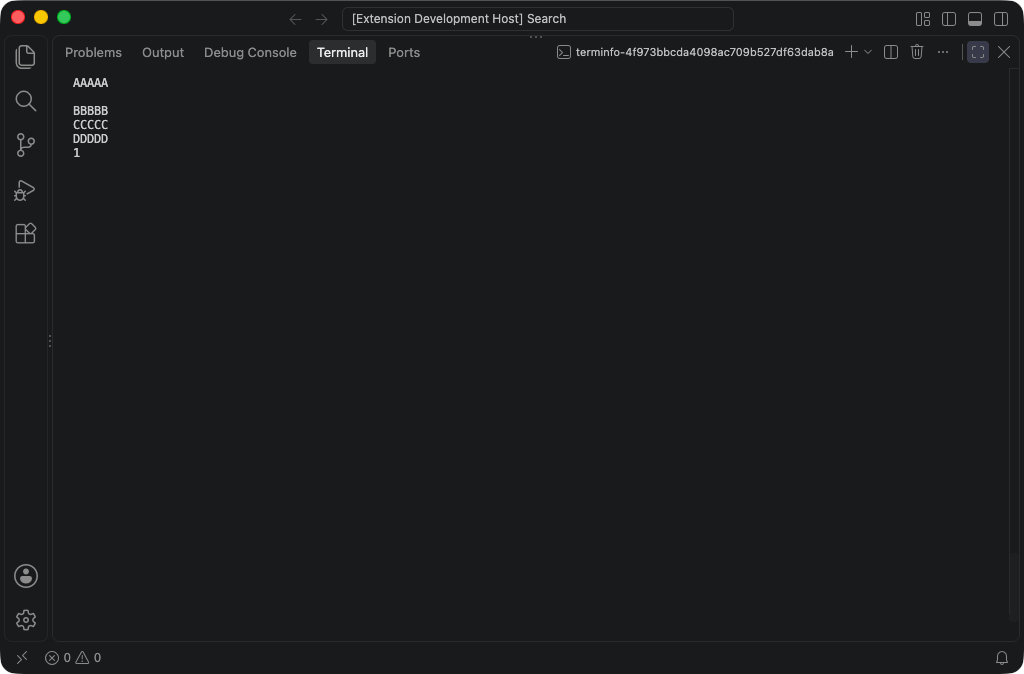 [Extension Development Host] Search
Problems Output Debug Console Terminal Ports terminfo-4f973bbcda4098ac709b527df63dab8a
AAAAA
BBBBB
CCCCC
DDDDD
1
0 0